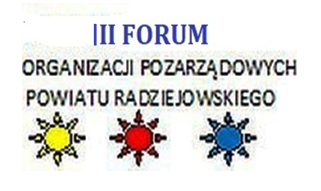 III FORUM
ORGANIZACJI POZARZĄDOWYCH
POWIATU RADZIEJOWSKIEGO